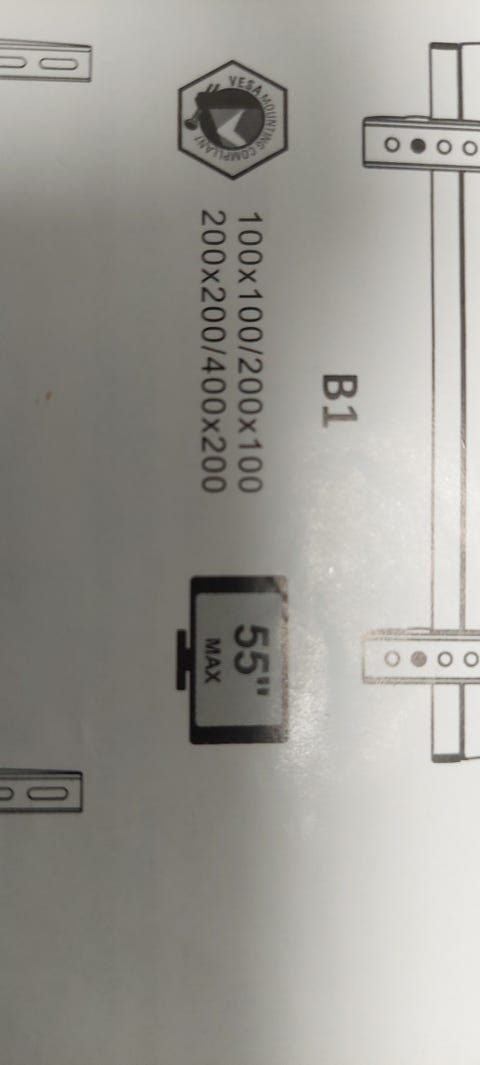 B1
VESA MOUNTING COMPLIANT
100x100/200x100
200x200/400x200
55"
MAX